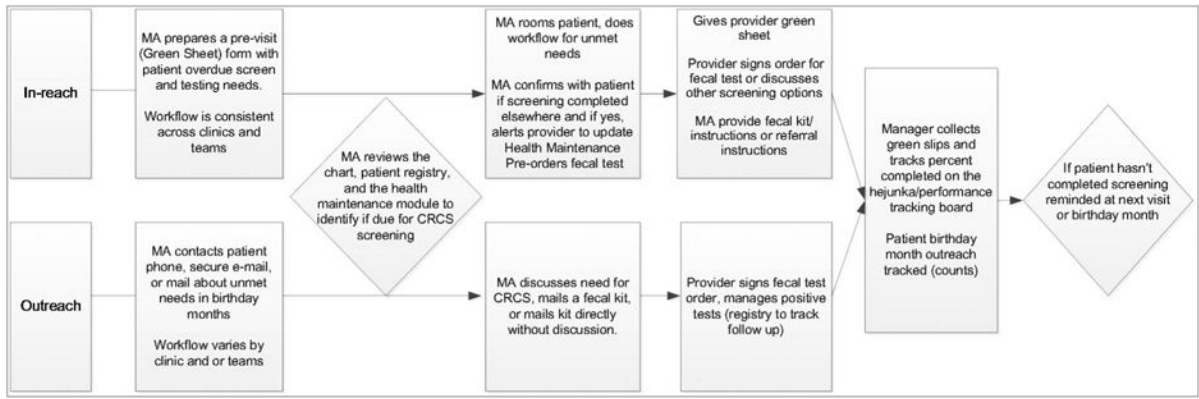 In-reach
MA prepares a pre-visit
(Green Sheet) form with
patient overdue screen
and testing needs.
Workflow is consistent
across clinics and
teams
MA reviews the
chart, patient registry,
and the health
maintenance module to
identify if due for CRCS
screening
MA rooms patient, does
workflow for unmet
needs
MA confirms with patient
if screening completed
elsewhere and if yes,
alerts provider to update
Health Maintenance
Pre-orders fecal test
Gives provider green
sheet
Provider signs order for
fecal test or discusses
other screening options
MA provide fecal kit/
instructions or referral
instructions
Outreach
MA contacts patient
phone, secure e-mail,
or mail about unmet
needs in birthday
months
Workflow varies by
clinic and or teams
MA discusses need for
CRCS, mails a fecal kit,
or mails kit directly
without discussion.
Provider signs fecal test
order, manages positive
tests (registry to track
follow up)
Manager collects
green slips and
tracks percent
completed on the
hejunka/performance
tracking board
Patient birthday
month outreach
tracked (counts)
If patient hasn't
completed screening
reminded at next visit
or birthday month